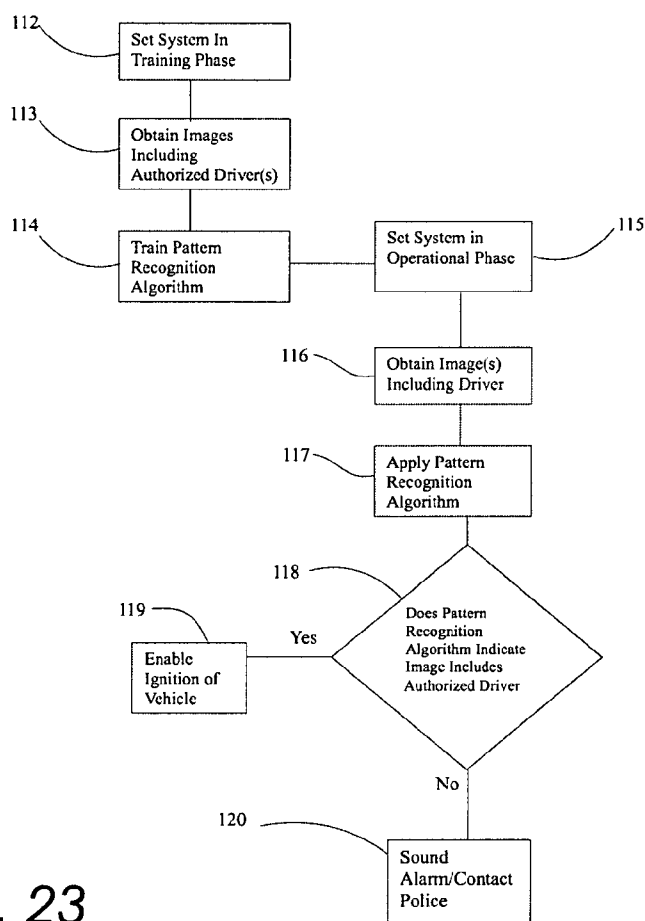 112
Set System In
Training Phase
113
Obtain Images
Including
Authorized Driver(s)
114
Train Pattern
Recognition
Algorithm
115
Set System in
Operational Phase
116
Obtain Image(s)
Including Driver
117
Apply Pattern
Recognition
Algorithm
118
Does Pattern
Recognition
Algorithm Indicate
Image Includes
Authorized Driver
Yes
119
Enable
Ignition of
Vehicle
No
120
Sound
Alarm/Contact
Police
. 23